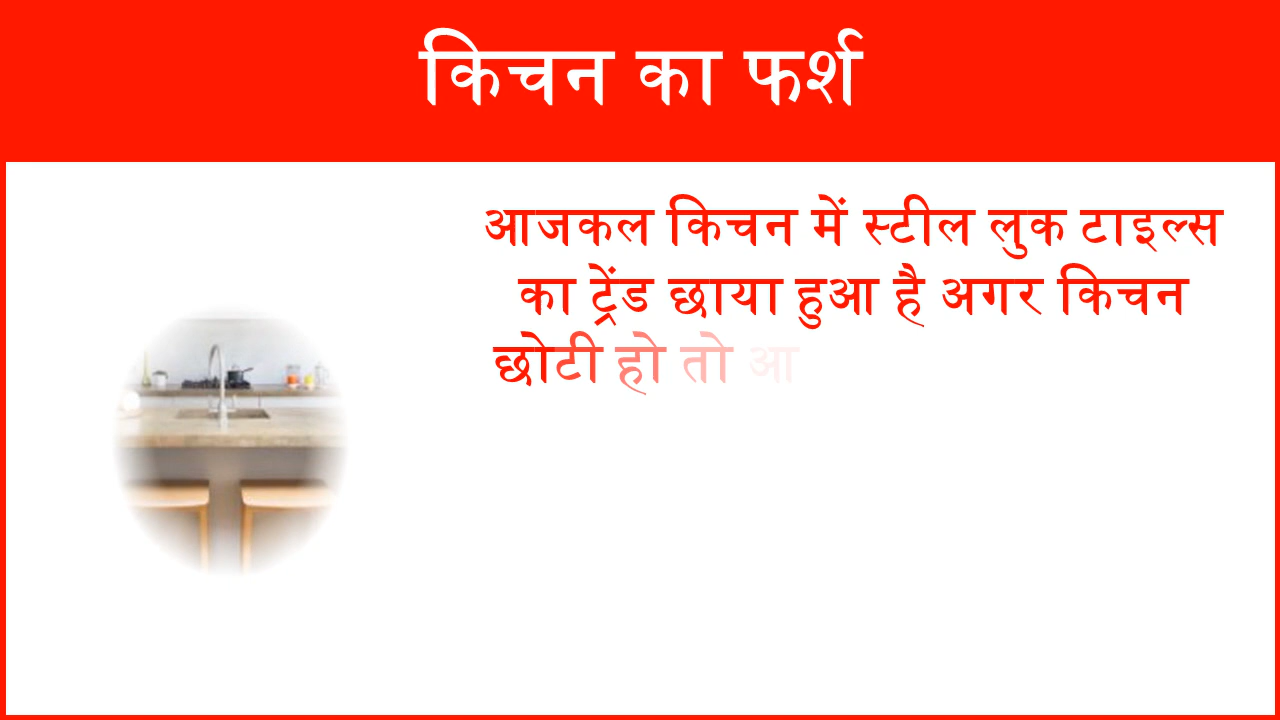 किचन का फर्श
आजकल किचन में स्टील लुक टाइल्स
का ट्रेंड छाया हुआ है अगर किचन
छोटी हो तो आ